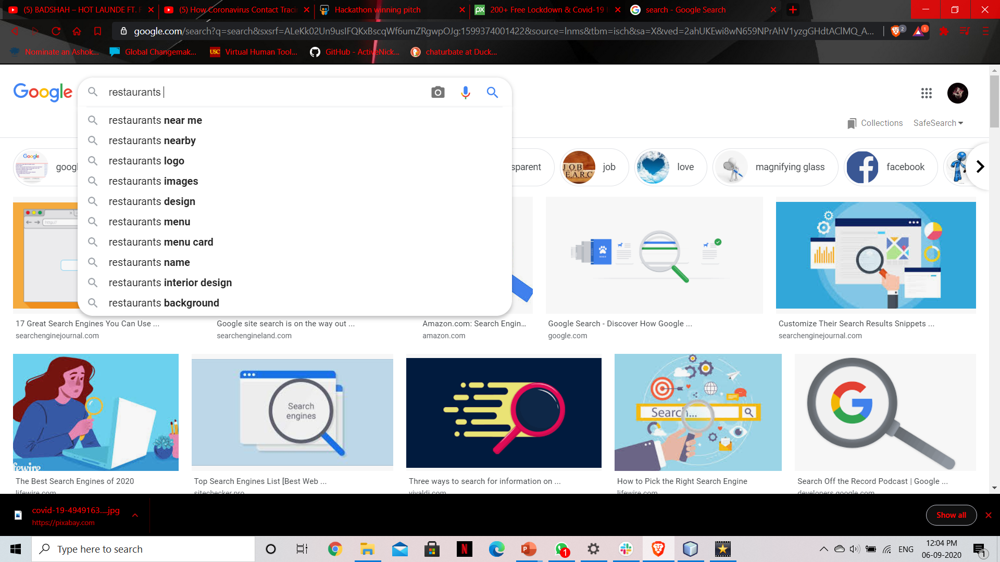 (5) BADSHAH – HOT LAUNDE FT. F
(5) How Coronavirus Contact Traci
Hackathon winning pitch
200+ Free Lockdown & Covid-19 I
search - Google Search
google.com/search?q=search&sxsrf=ALeKk02Un9usIFQKxBscqWf6umZRgwpOJg:1599374001422&source=lnms&tbm=isch&sa=X&ved=2ahUKEwi8wN659NPrAhV1yzgGHdtAClMQ_A...
2
1
Nominate an Ashok...
Global Changemak...
USC
Virtual Human Tool...
GitHub - ActiveNick...
chaturbate at Duck...
Google
restaurants
restaurants near me
restaurants nearby
restaurants logo
restaurants images
restaurants design
restaurants menu
restaurants menu card
restaurants name
restaurants interior design
restaurants background
Collections
SafeSearch
Google
googl
sparent
JOB
EARC
job
love
magnifying glass
facebook
http://
17 Great Search Engines You Can Use ...
searchenginejournal.com
Google site search is on the way out ...
searchengineland.com
Amazon.com: Search Engin...
amazon.com
Google Search - Discover How Google ...
google.com
Customize Their Search Results Snippets ...
searchenginejournal.com
Search
engines
Search...
ewire
The Best Search Engines of 2020
lifewire.com
Top Search Engines List [Best Web ...
sitechecker.pro
Three ways to search for information on ...
vivaldi.com
How to Pick the Right Search Engine
lifewire.com
Search Off the Record Podcast | Google ...
developers.google.com
covid-19-4949163....jpg
https://pixabay.com
Show all
Type here to search
N
P
1
ENG
12:04 PM
06-09-2020
1